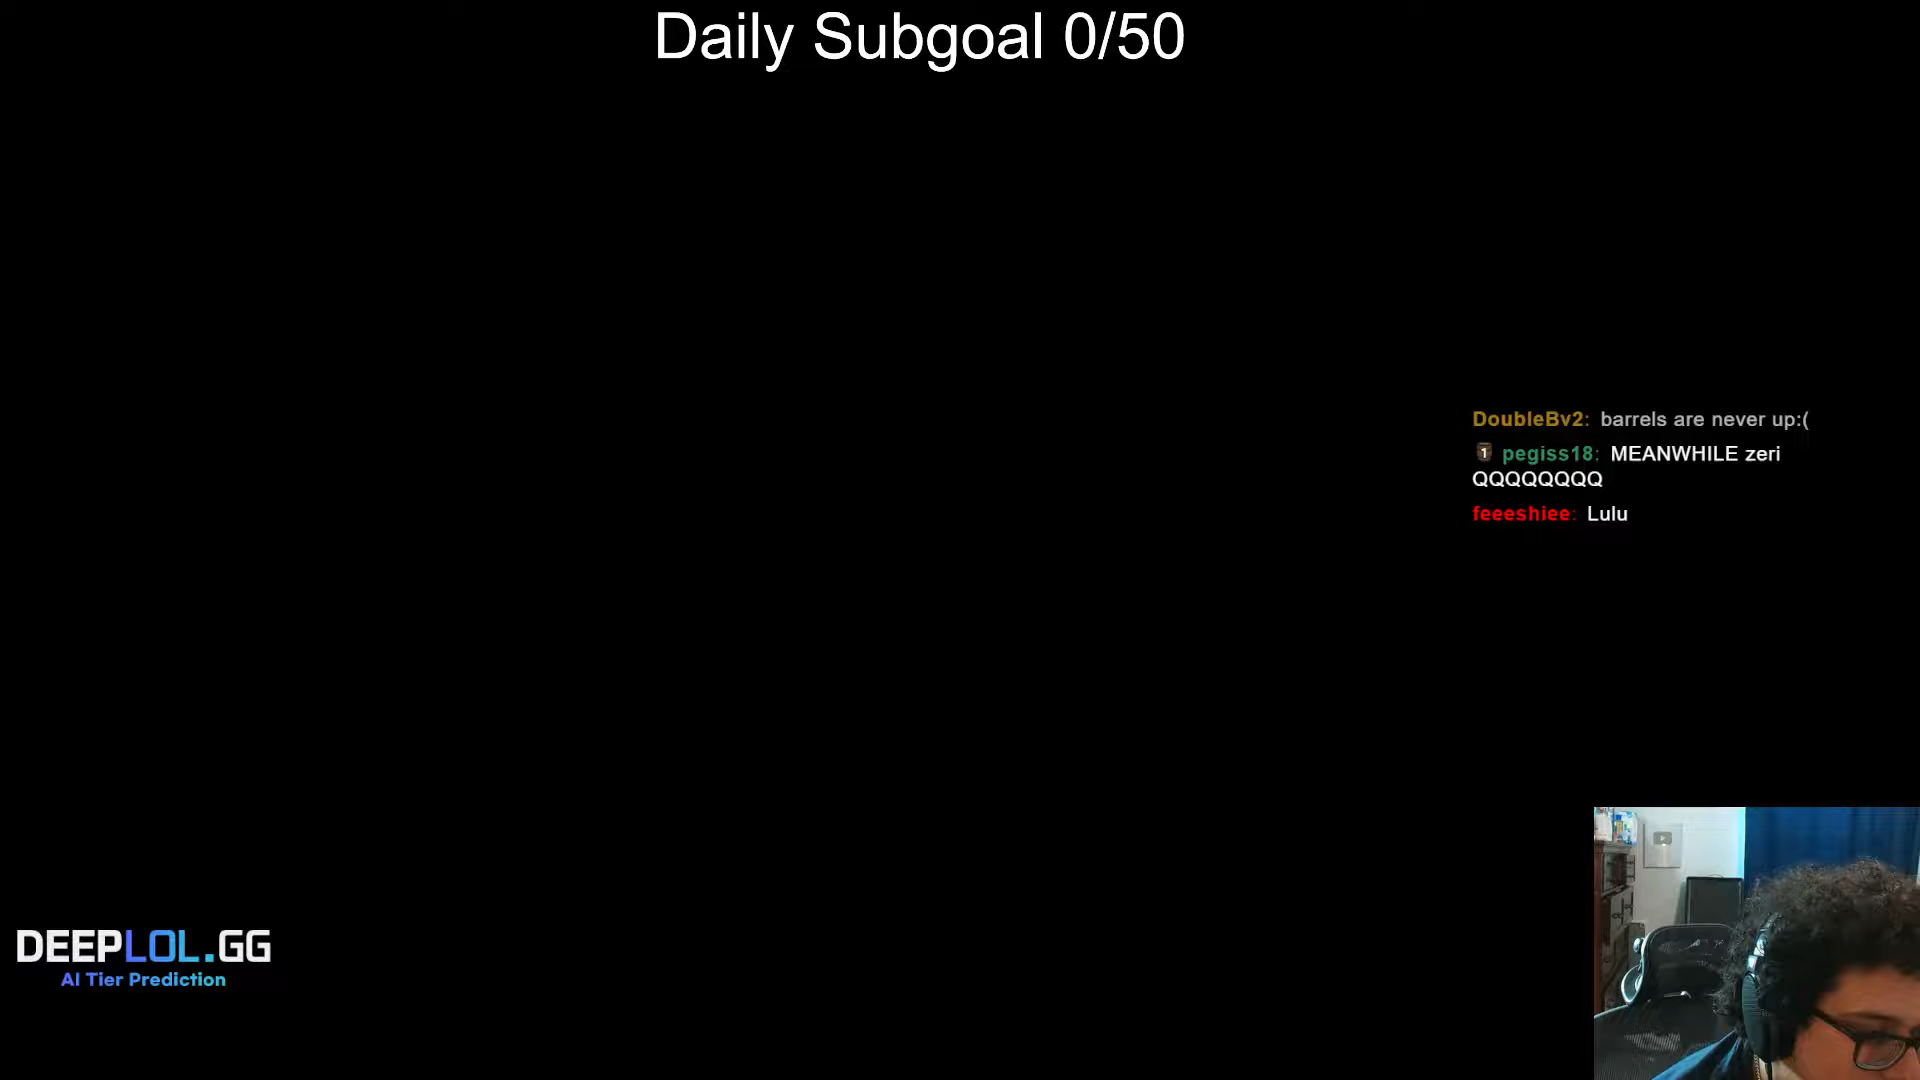 Daily Subgoal 0/50
DoubleBv2: barrels are never up:(
1 pegiss18: MEANWHILE zeri
QQQQQQQQ
feeeshiee: Lulu
DEEPLOL.GG
AI Tier Prediction